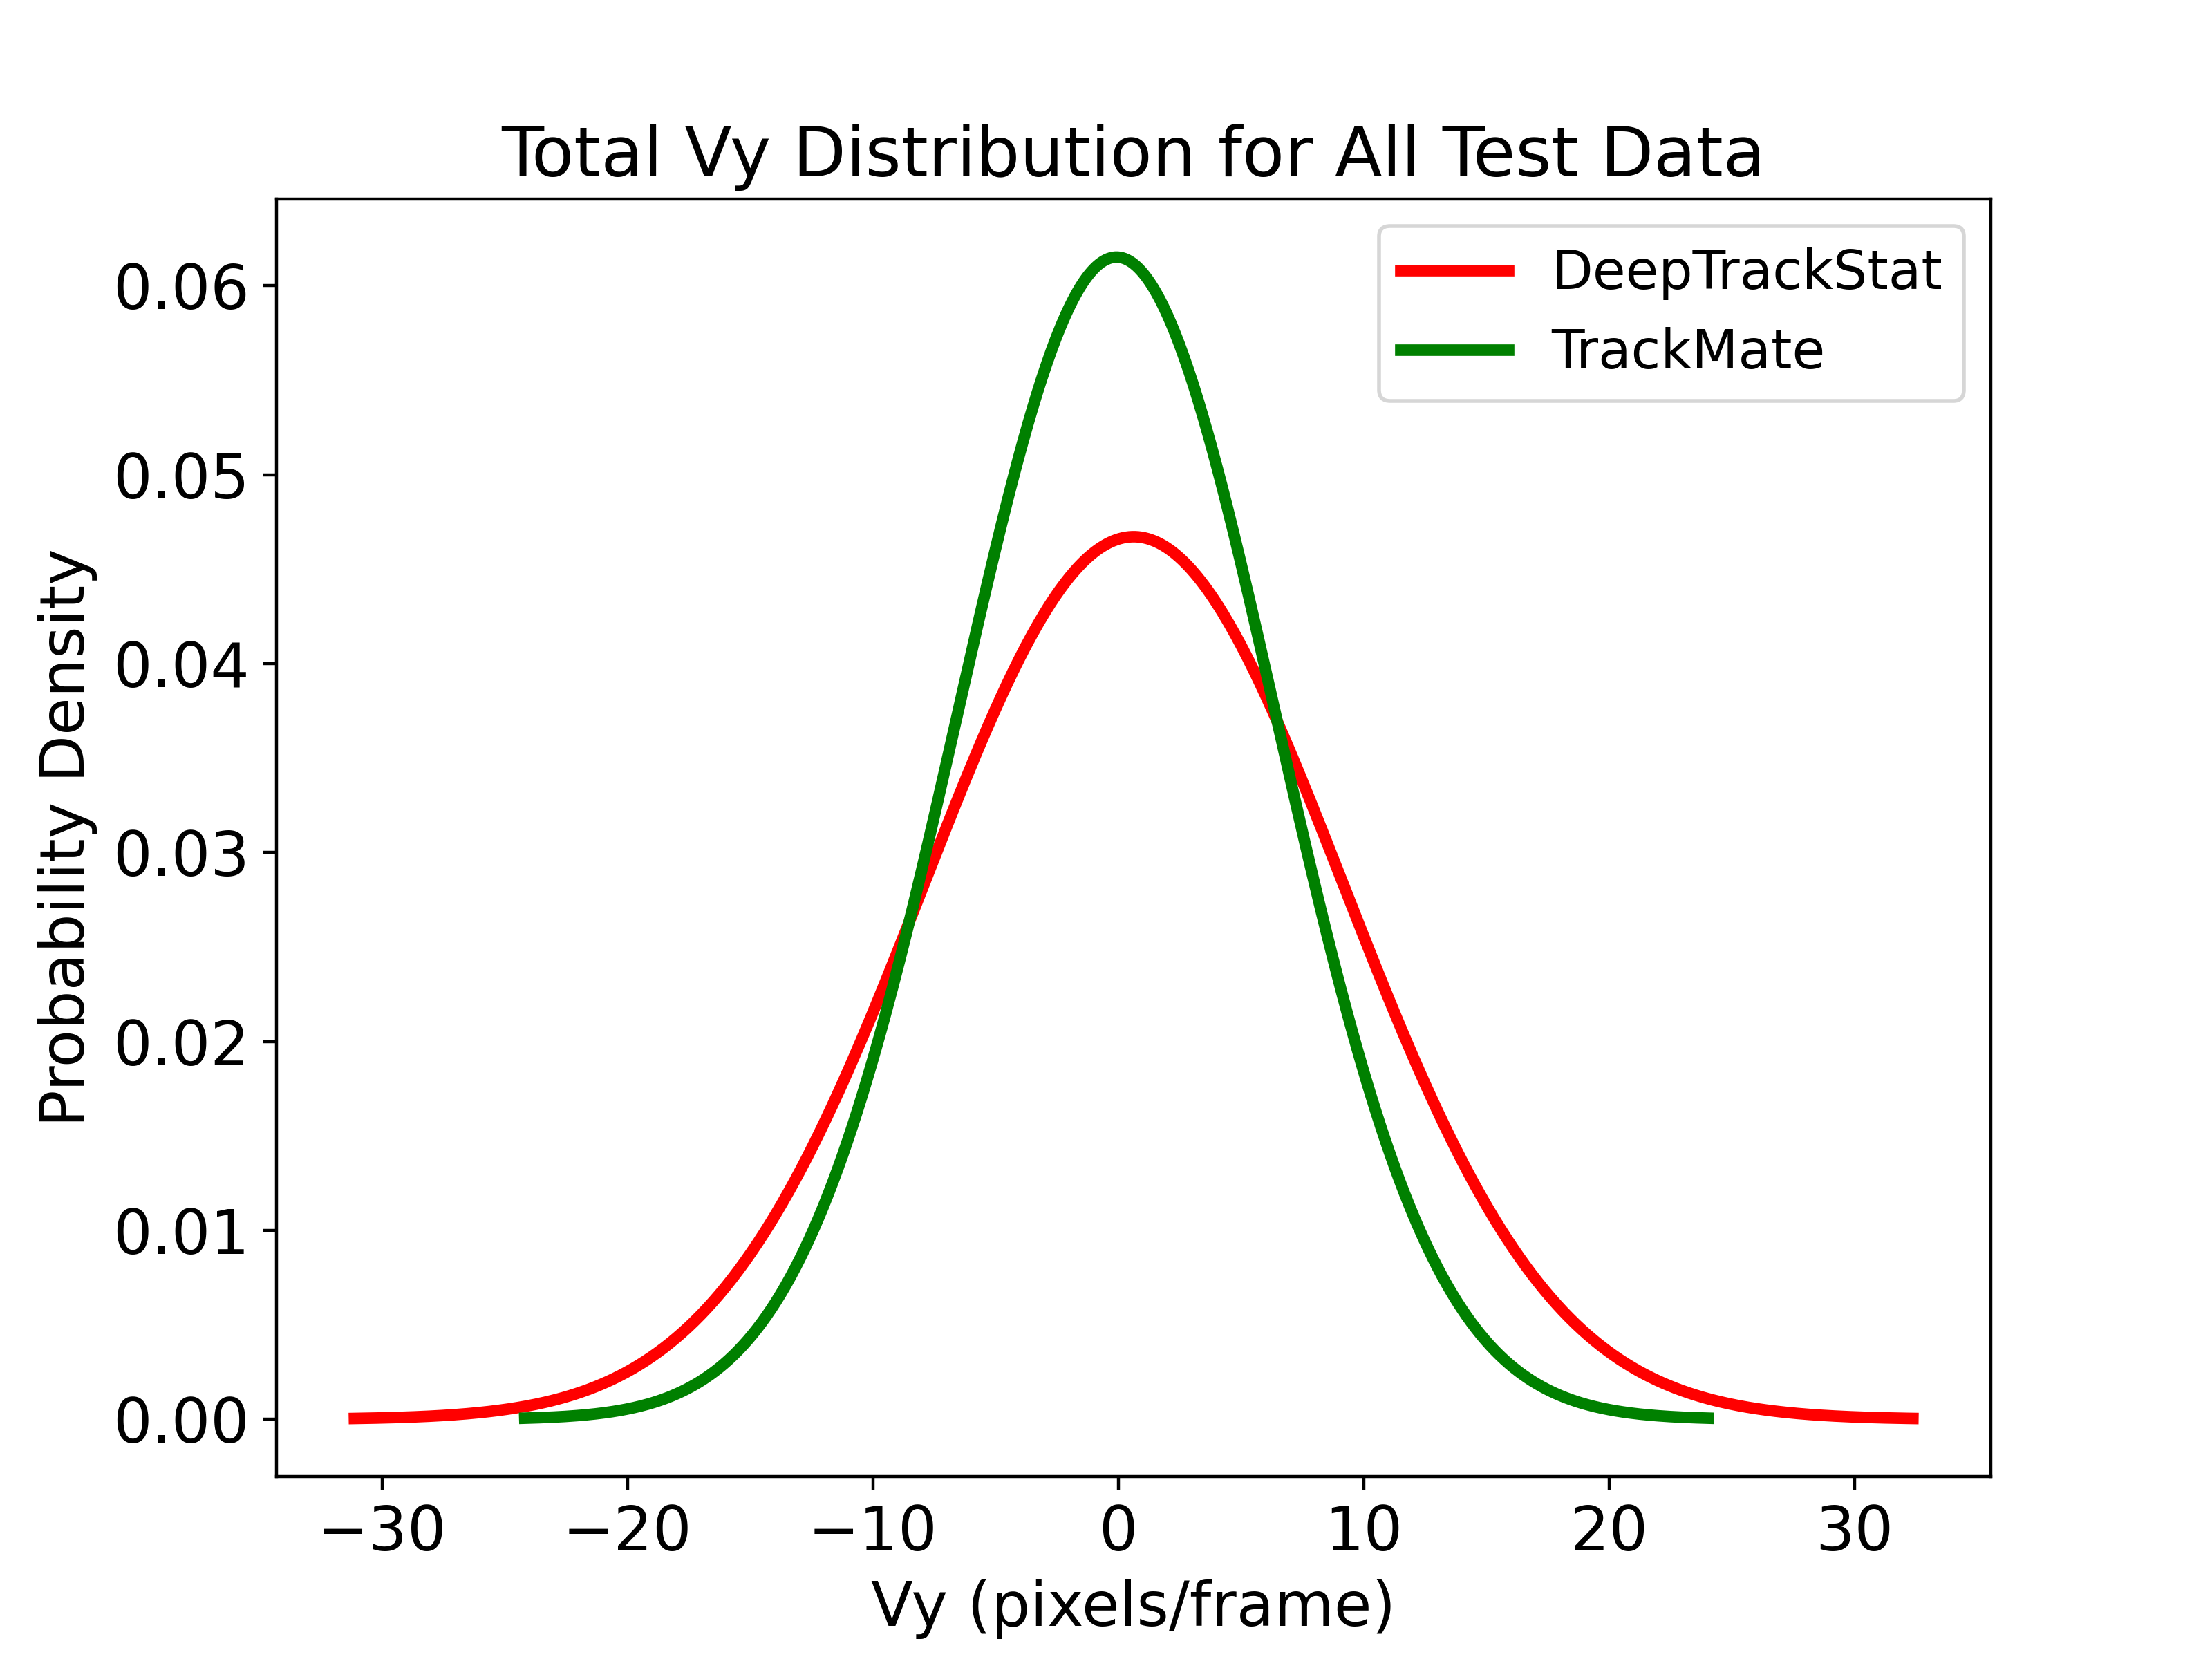 Total Vy Distribution for All Test Data
DeepTrackStat
TrackMate
Probability Density
0.06
0.05
0.04
0.03
0.02
0.01
0.00
−30 −20 −10 0 10 20 30
Vy (pixels/frame)